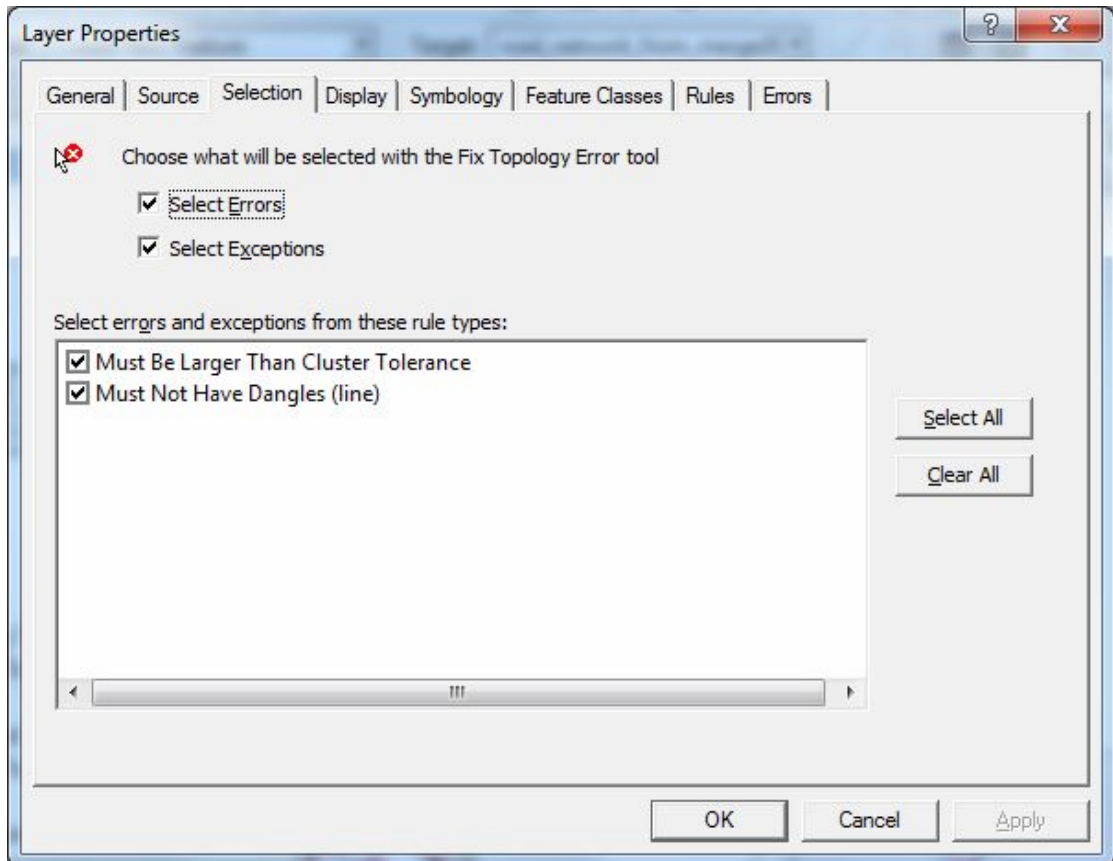 Layer Properties
General Source Selection Display Symbology Feature Classes Rules Errors
Choose what will be selected with the Fix Topology Error tool
Select Errors
Select Exceptions
Select errors and exceptions from these rule types:
Must Be Larger Than Cluster Tolerance
Must Not Have Dangles (line)
Select All
Clear All
OK Cancel Apply